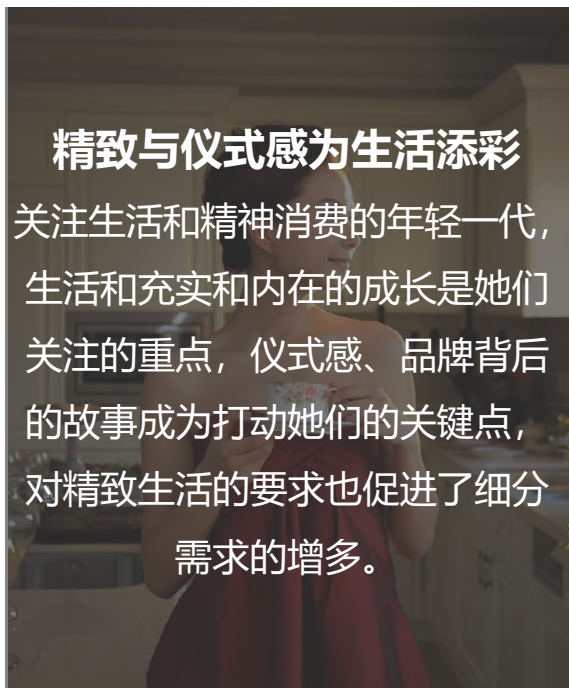 精致与仪式感为生活添彩
关注生活和精神消费的年轻一代，
生活和充实和内在的成长是她们
关注的重点，仪式感、品牌背后
的故事成为打动她们的关键点，
对精致生活的要求也促进了细分
需求的增多。